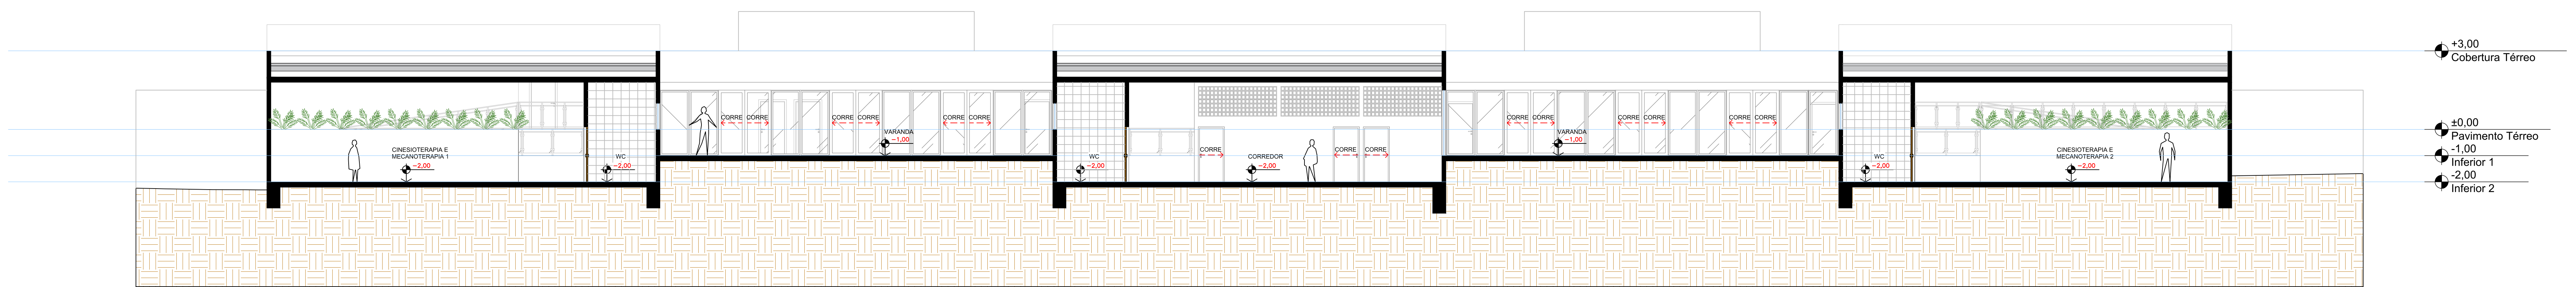 +3,00
Cobertura Térreo
CORRE
CORRE
CORRE
CORRE
CORRE
CORRE
VARANDA
−1,00
CORRE
CORRE
CORRE
CORRE
CORRE
CORRE
VARANDA
−1,00
±0,00
Pavimento Térreo
CINESIOTERAPIA E
MECANOTERAPIA 1
−2,00
WC
−2,00
WC
−2,00
CORRE
CORREDOR
−2,00
CORRE
CORRE
WC
−2,00
CINESIOTERAPIA E
MECANOTERAPIA 2
−2,00
-1,00
Inferior 1
-2,00
Inferior 2